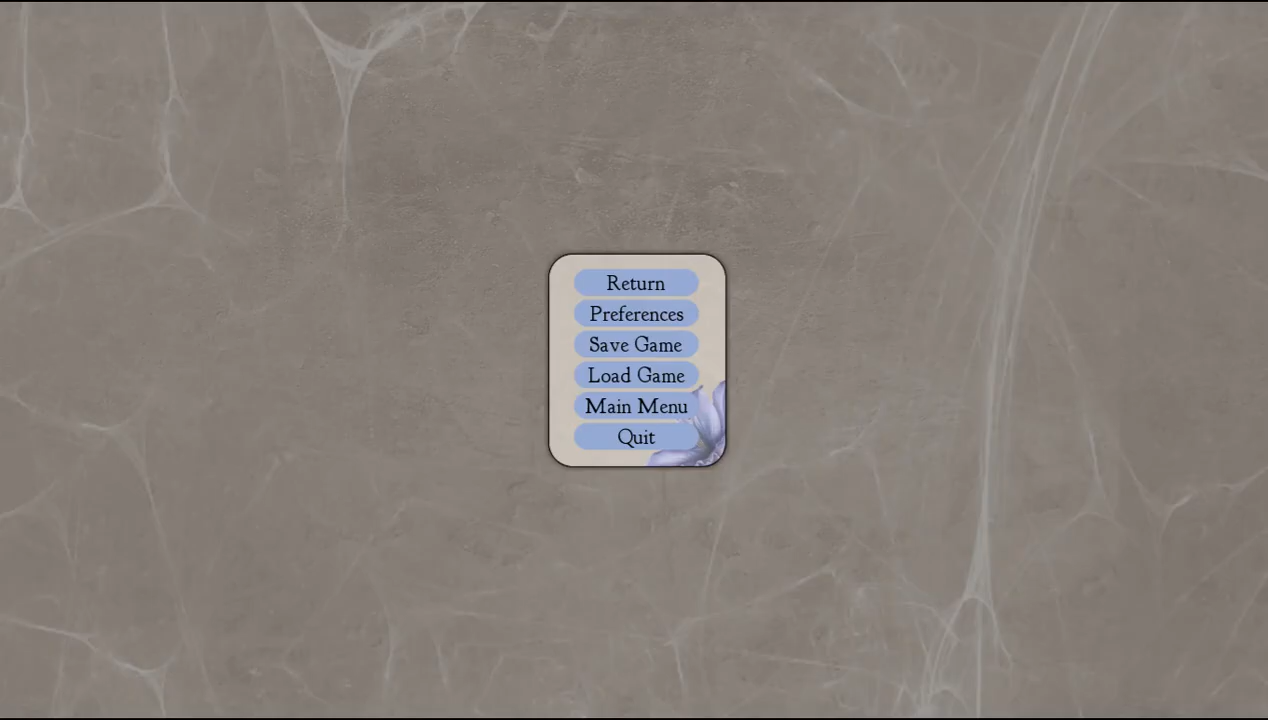 Return
Preferences
Save Game
Load Game
Main Menu
Quit